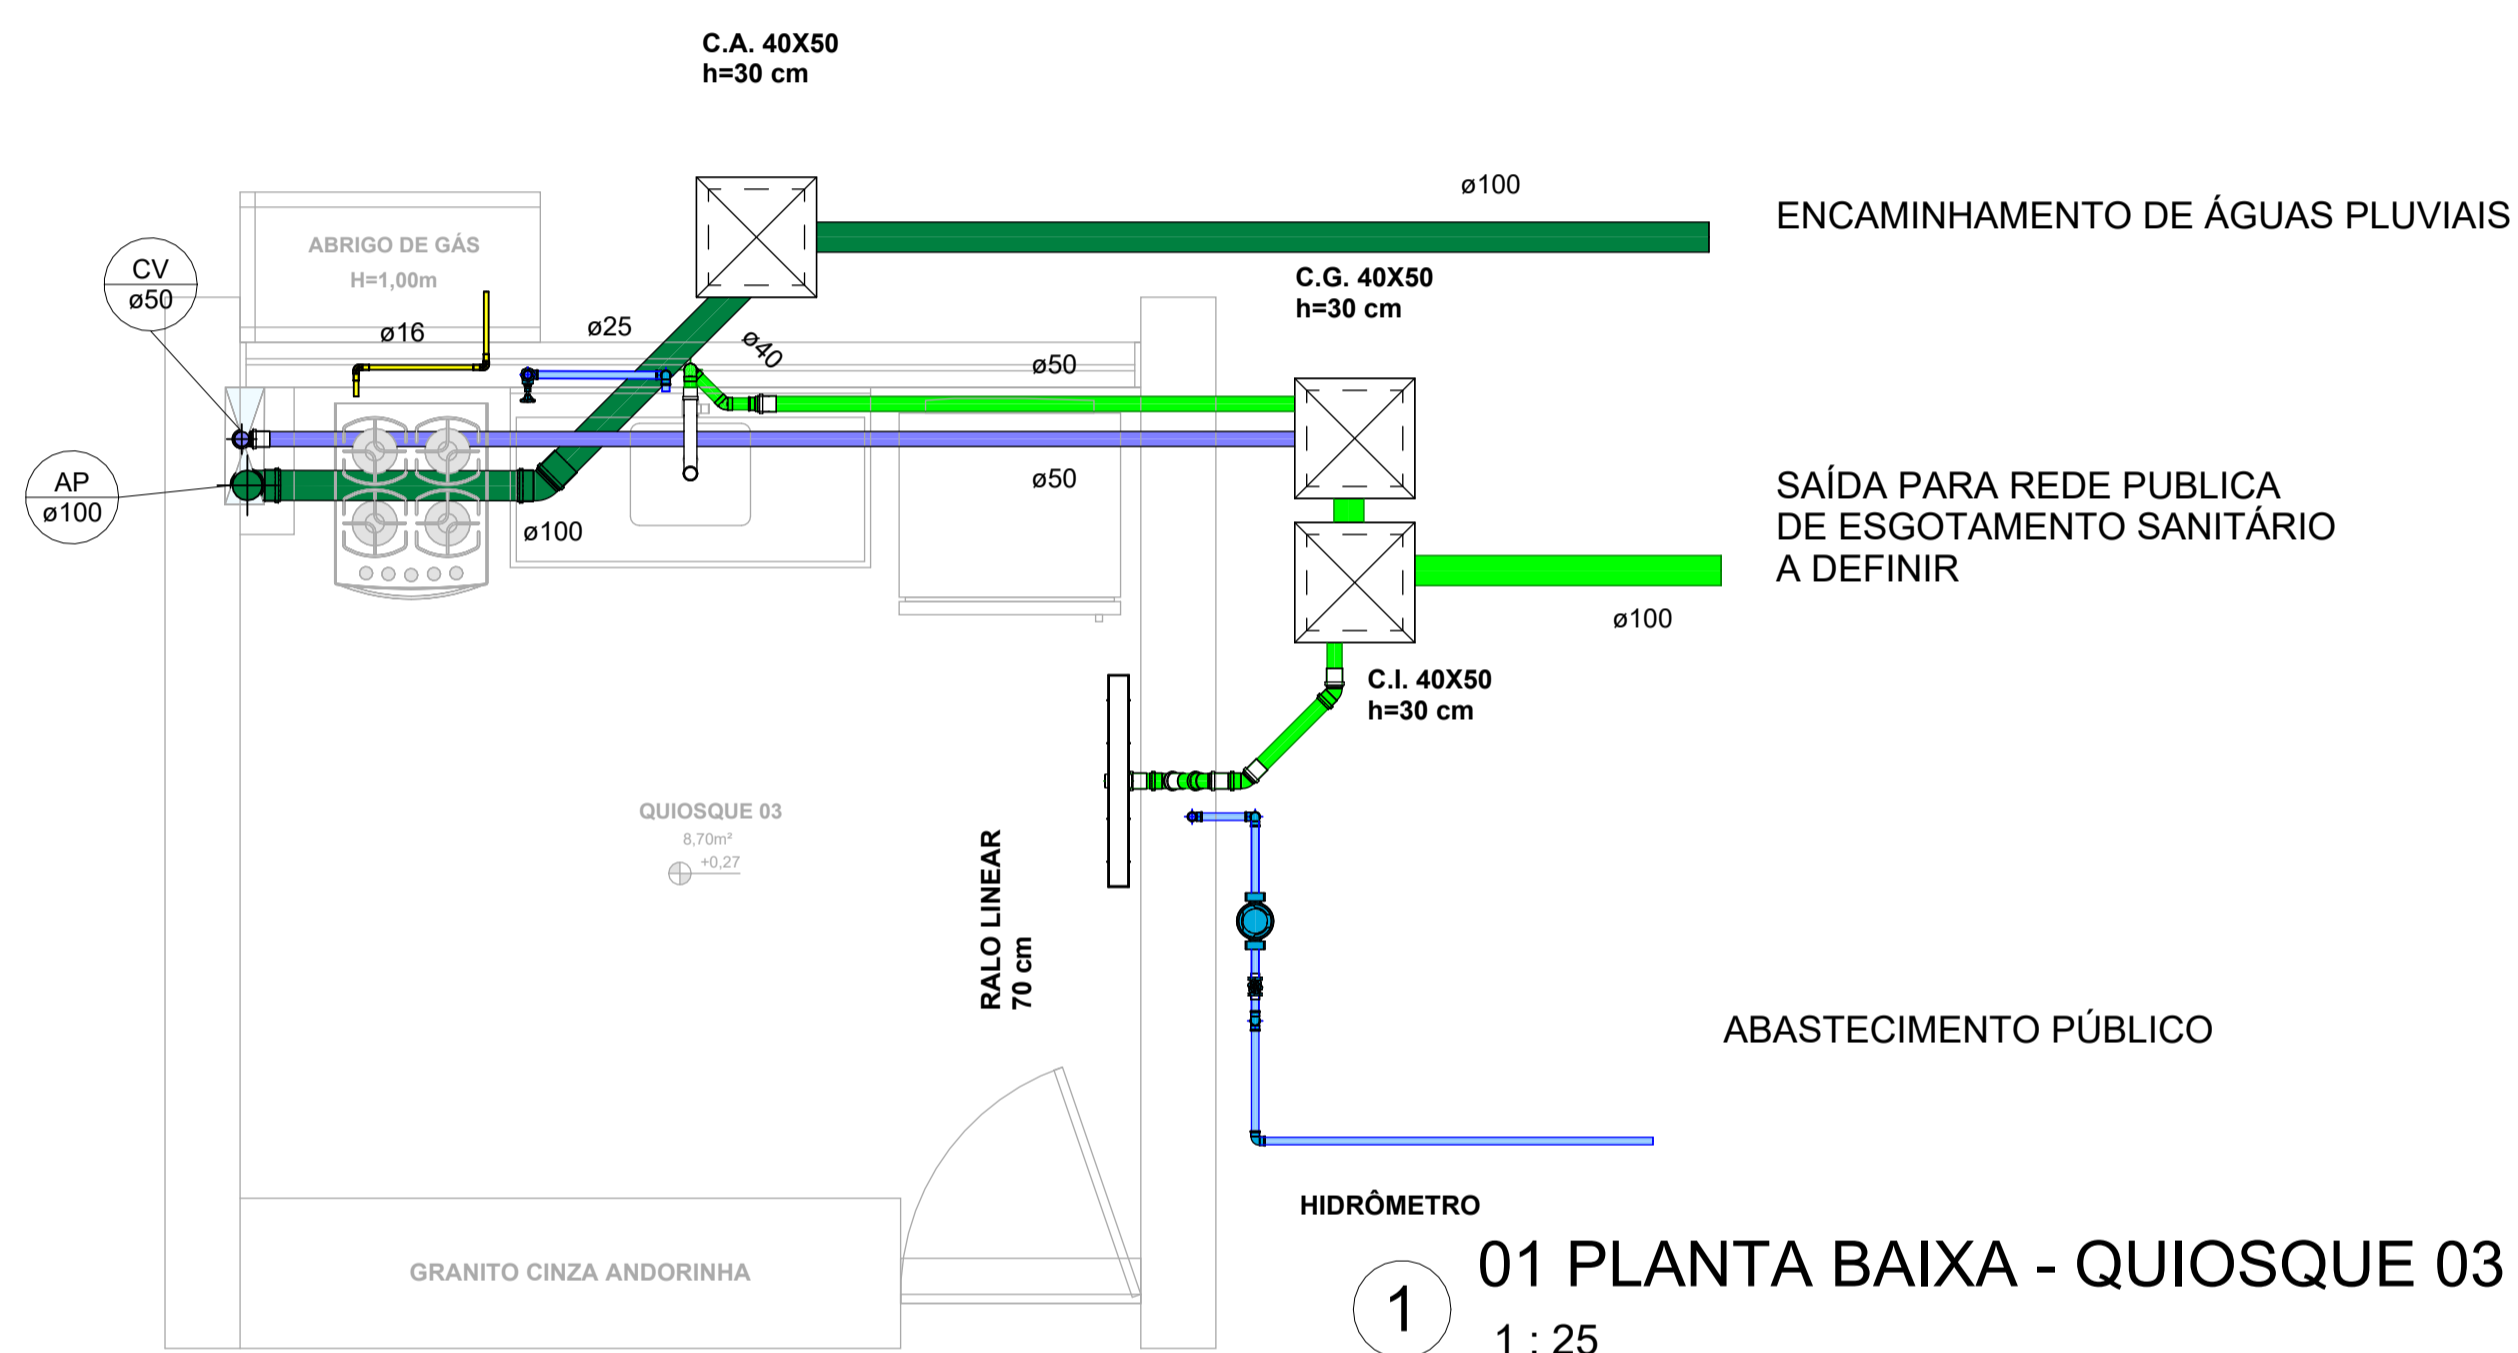 C.A. 40X50
h=30 cm
ø100
ENCAMINHAMENTO DE ÁGUAS PLUVIAIS
ABRIGO DE GÁS
H=1,00m
CV
ø50
C.G. 40X50
h=30 cm
ø16
ø25
ø40
ø50
AP
ø100
ø50
ø100
SAÍDA PARA REDE PUBLICA
DE ESGOTAMENTO SANITÁRIO
A DEFINIR
ø100
C.I. 40X50
h=30 cm
QUIOSQUE 03
8,70m²
+0,27
RALO LINEAR
70 cm
ABASTECIMENTO PÚBLICO
HIDRÔMETRO
GRANITO CINZA ANDORINHA
1
01 PLANTA BAIXA - QUIOSQUE 03
1 : 25